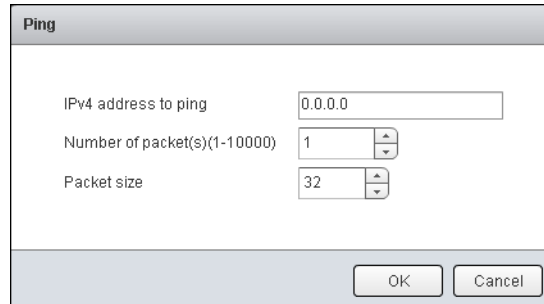 Ping
IPv4 address to ping 0.0.0.0
Number of packet(s)(1-10000) 1
Packet size 32
OK Cancel